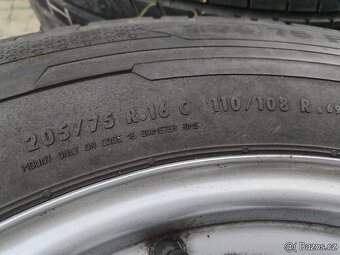 205/75 R.16 C 110/108 R
MOUNT ONLY ON CODE 16 DIAMETER RIMS
bazos.cz